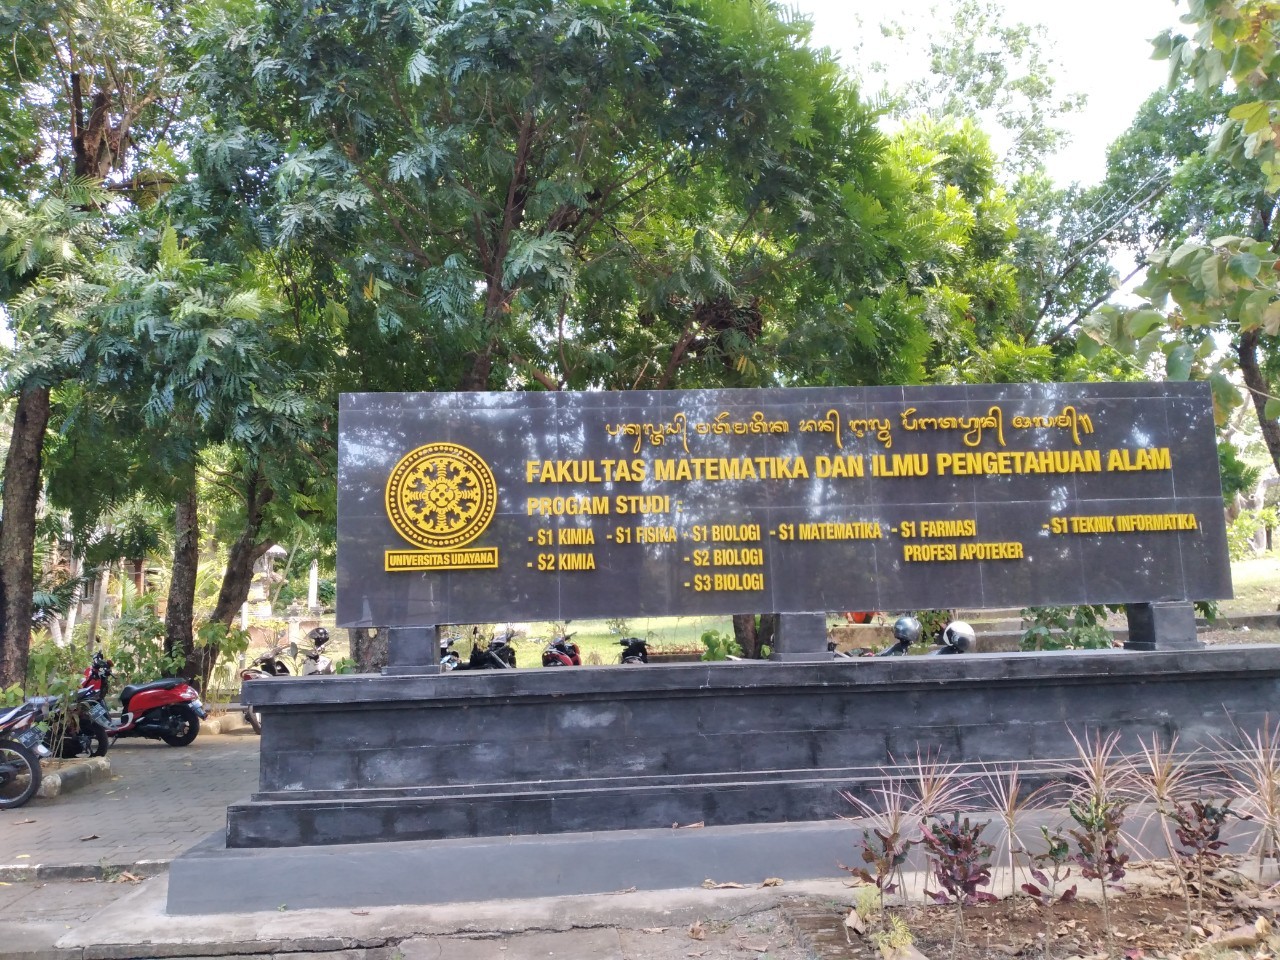 FAKULTAS MATEMATIKA DAN ILMU PENGETAHUAN ALAM
PROGAM STUDI :
- S1 KIMIA - S1 FISIKA - S1 BIOLOGI - S1 MATEMATIKA - S1 FARMASI - S1 TEKNIK INFORMATIKA
- S2 KIMIA - S2 BIOLOGI PROFESI APOTEKER
- S3 BIOLOGI
UNIVERSITAS UDAYANA